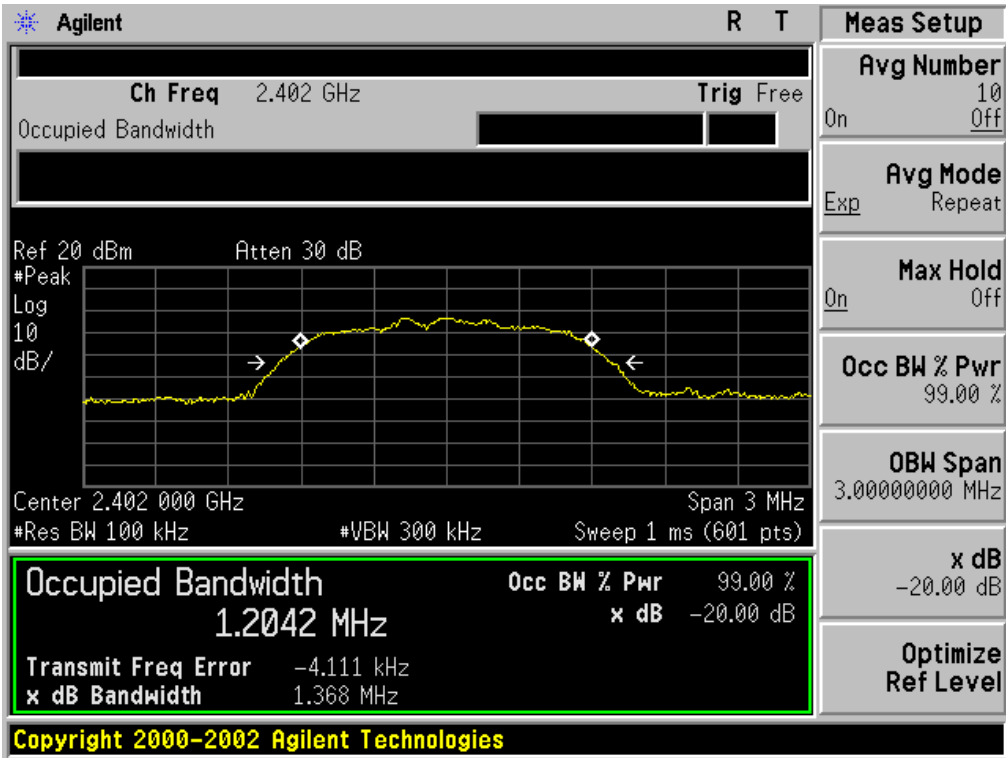 Agilent R T
Ch Freq 2.402 GHz Trig Free
Occupied Bandwidth
Ref 20 dBm Atten 30 dB
#Peak
Log
10
dB/
Center 2.402 000 GHz Span 3 MHz
#Res BW 100 kHz #VBW 300 kHz Sweep 1 ms (601 pts)
Occupied Bandwidth Occ BW % Pwr 99.00 %
1.2042 MHz x dB -20.00 dB
Transmit Freq Error -4.111 kHz
x dB Bandwidth 1.368 MHz
Copyright 2000-2002 Agilent Technologies
Meas Setup
Avg Number
10
On Off
Avg Mode
Exp Repeat
Max Hold
On Off
Occ BW % Pwr
99.00 %
OBW Span
3.00000000 MHz
x dB
-20.00 dB
Optimize
Ref Level